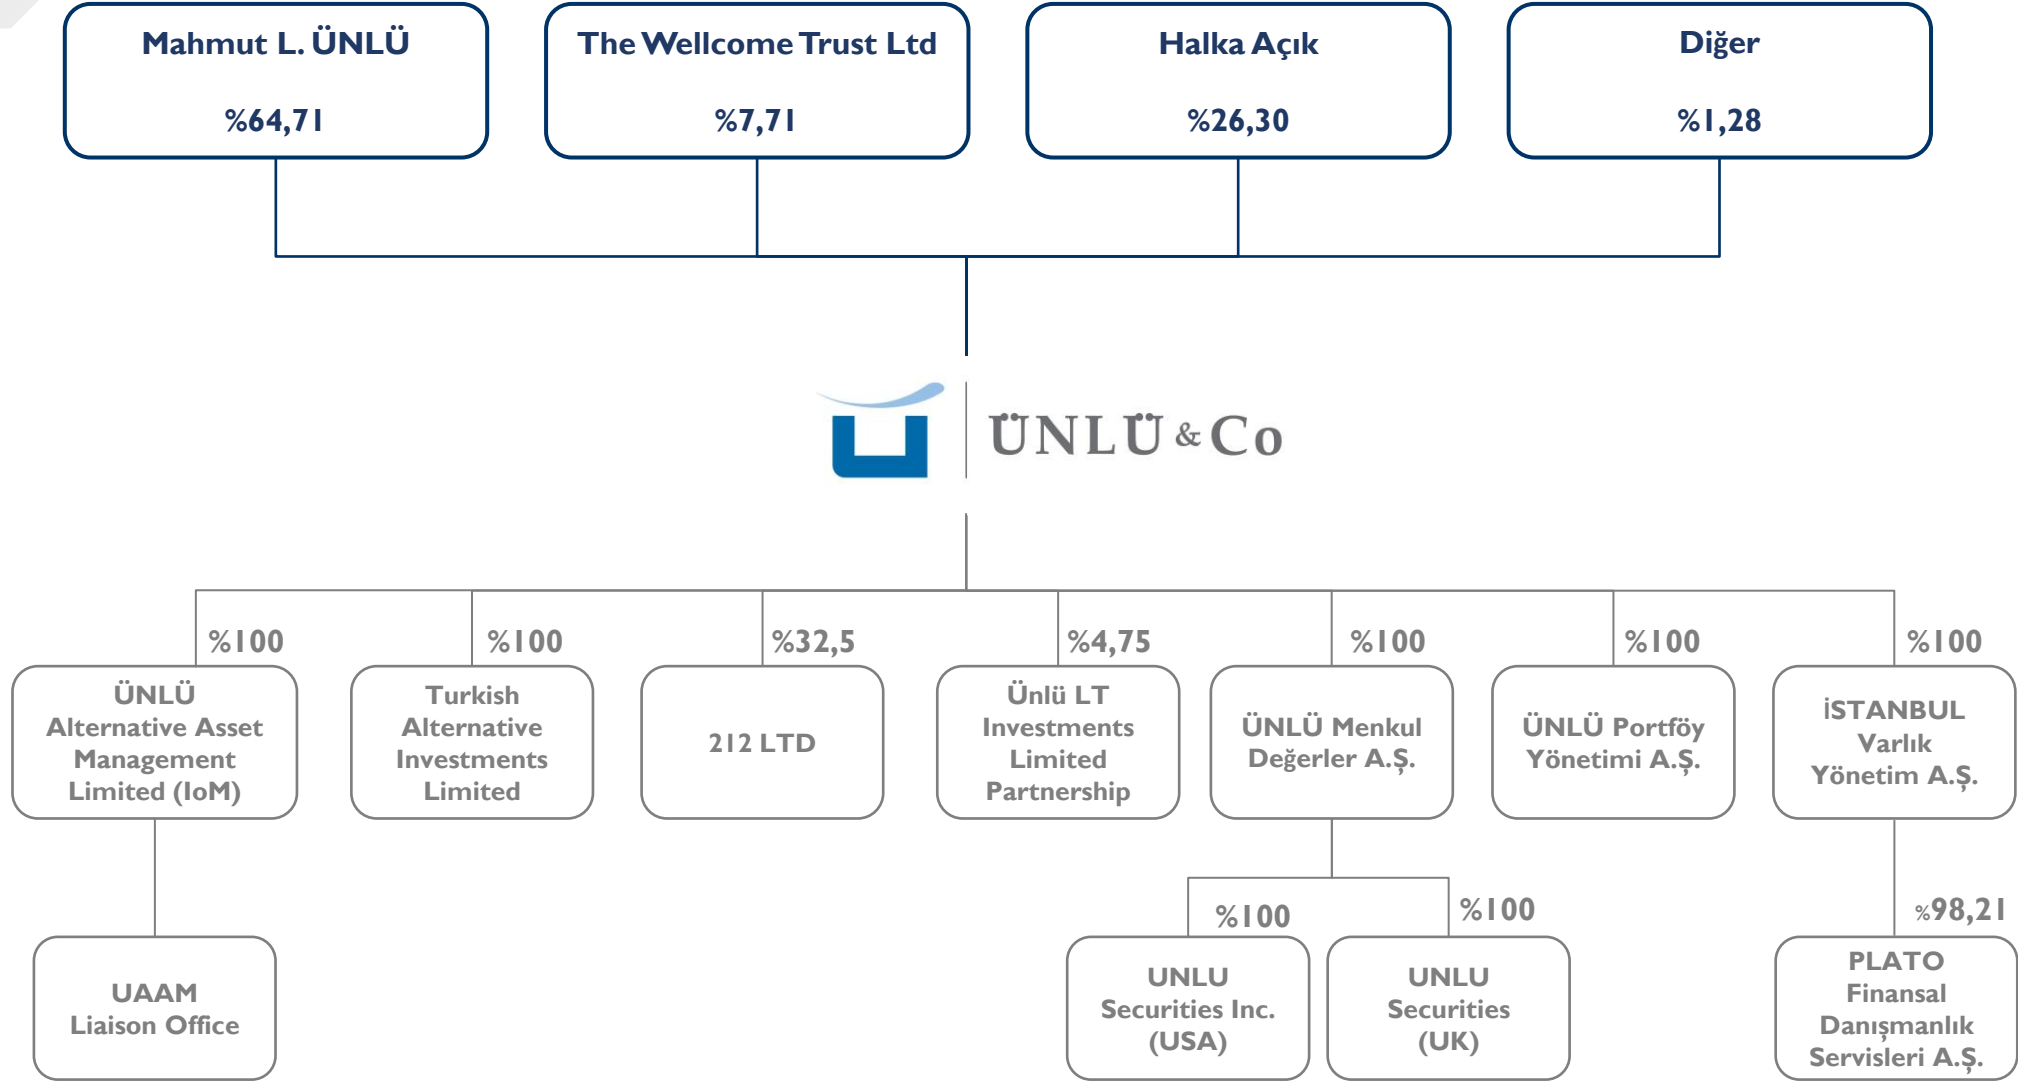 Mahmut L. ÜNLÜ
%64,71
The Wellcome Trust Ltd
%7,71
Halka Açık
%26,30
Diğer
%1,28
ÜNLÜ & Co
%100
%100
%32,5
%4,75
%100
%100
%100
ÜNLÜ
Alternative Asset
Management
Limited (IoM)
Turkish
Alternative
Investments
Limited
212 LTD
Ünlü LT
Investments
Limited
Partnership
ÜNLÜ Menkul
Değerler A.Ş.
ÜNLÜ Portföy
Yönetimi A.Ş.
İSTANBUL
Varlık
Yönetim A.Ş.
%100
%100
%98,21
UAAM
Liaison Office
UNLU
Securities Inc.
(USA)
UNLU
Securities
(UK)
PLATO
Finansal
Danışmanlık
Servisleri A.Ş.